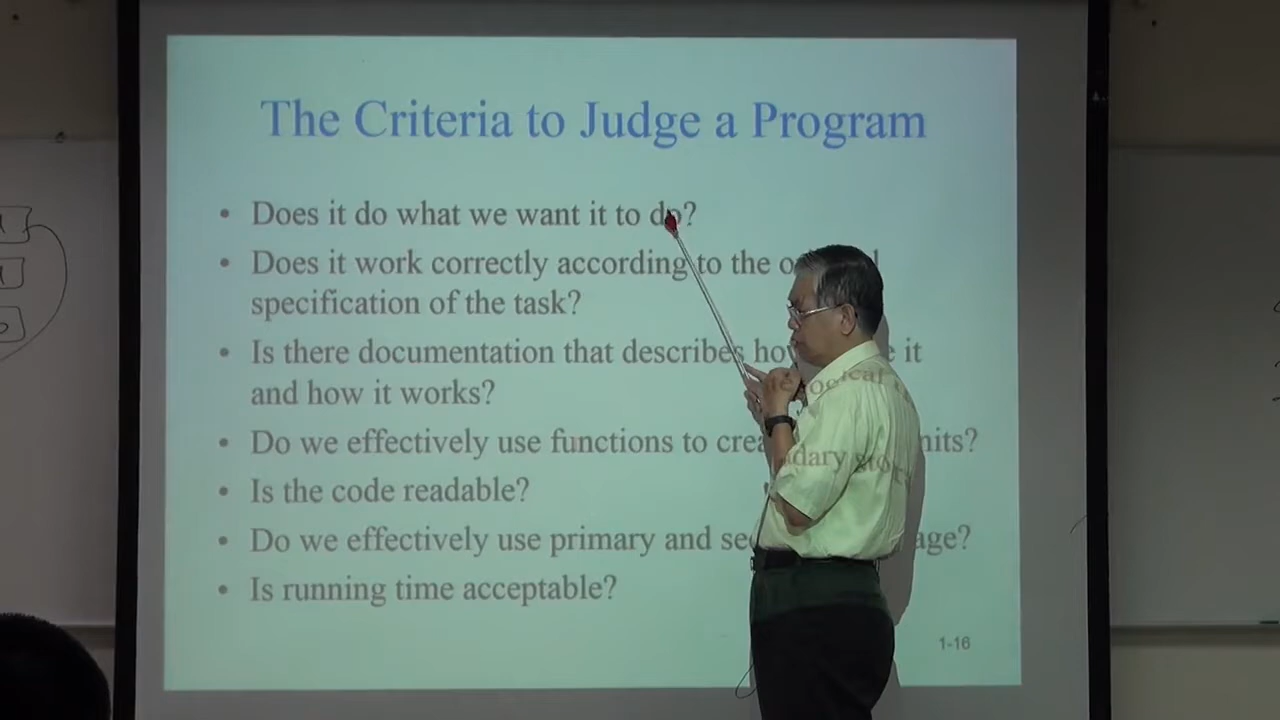 The Criteria to Judge a Program
• Does it do what we want it to do?
• Does it work correctly according to the
specification of the task?
• Is there documentation that describes how it
and how it works?
• Do we effectively use functions to
• Is the code readable?
• Do we effectively use primary and
• Is running time acceptable?
1-16